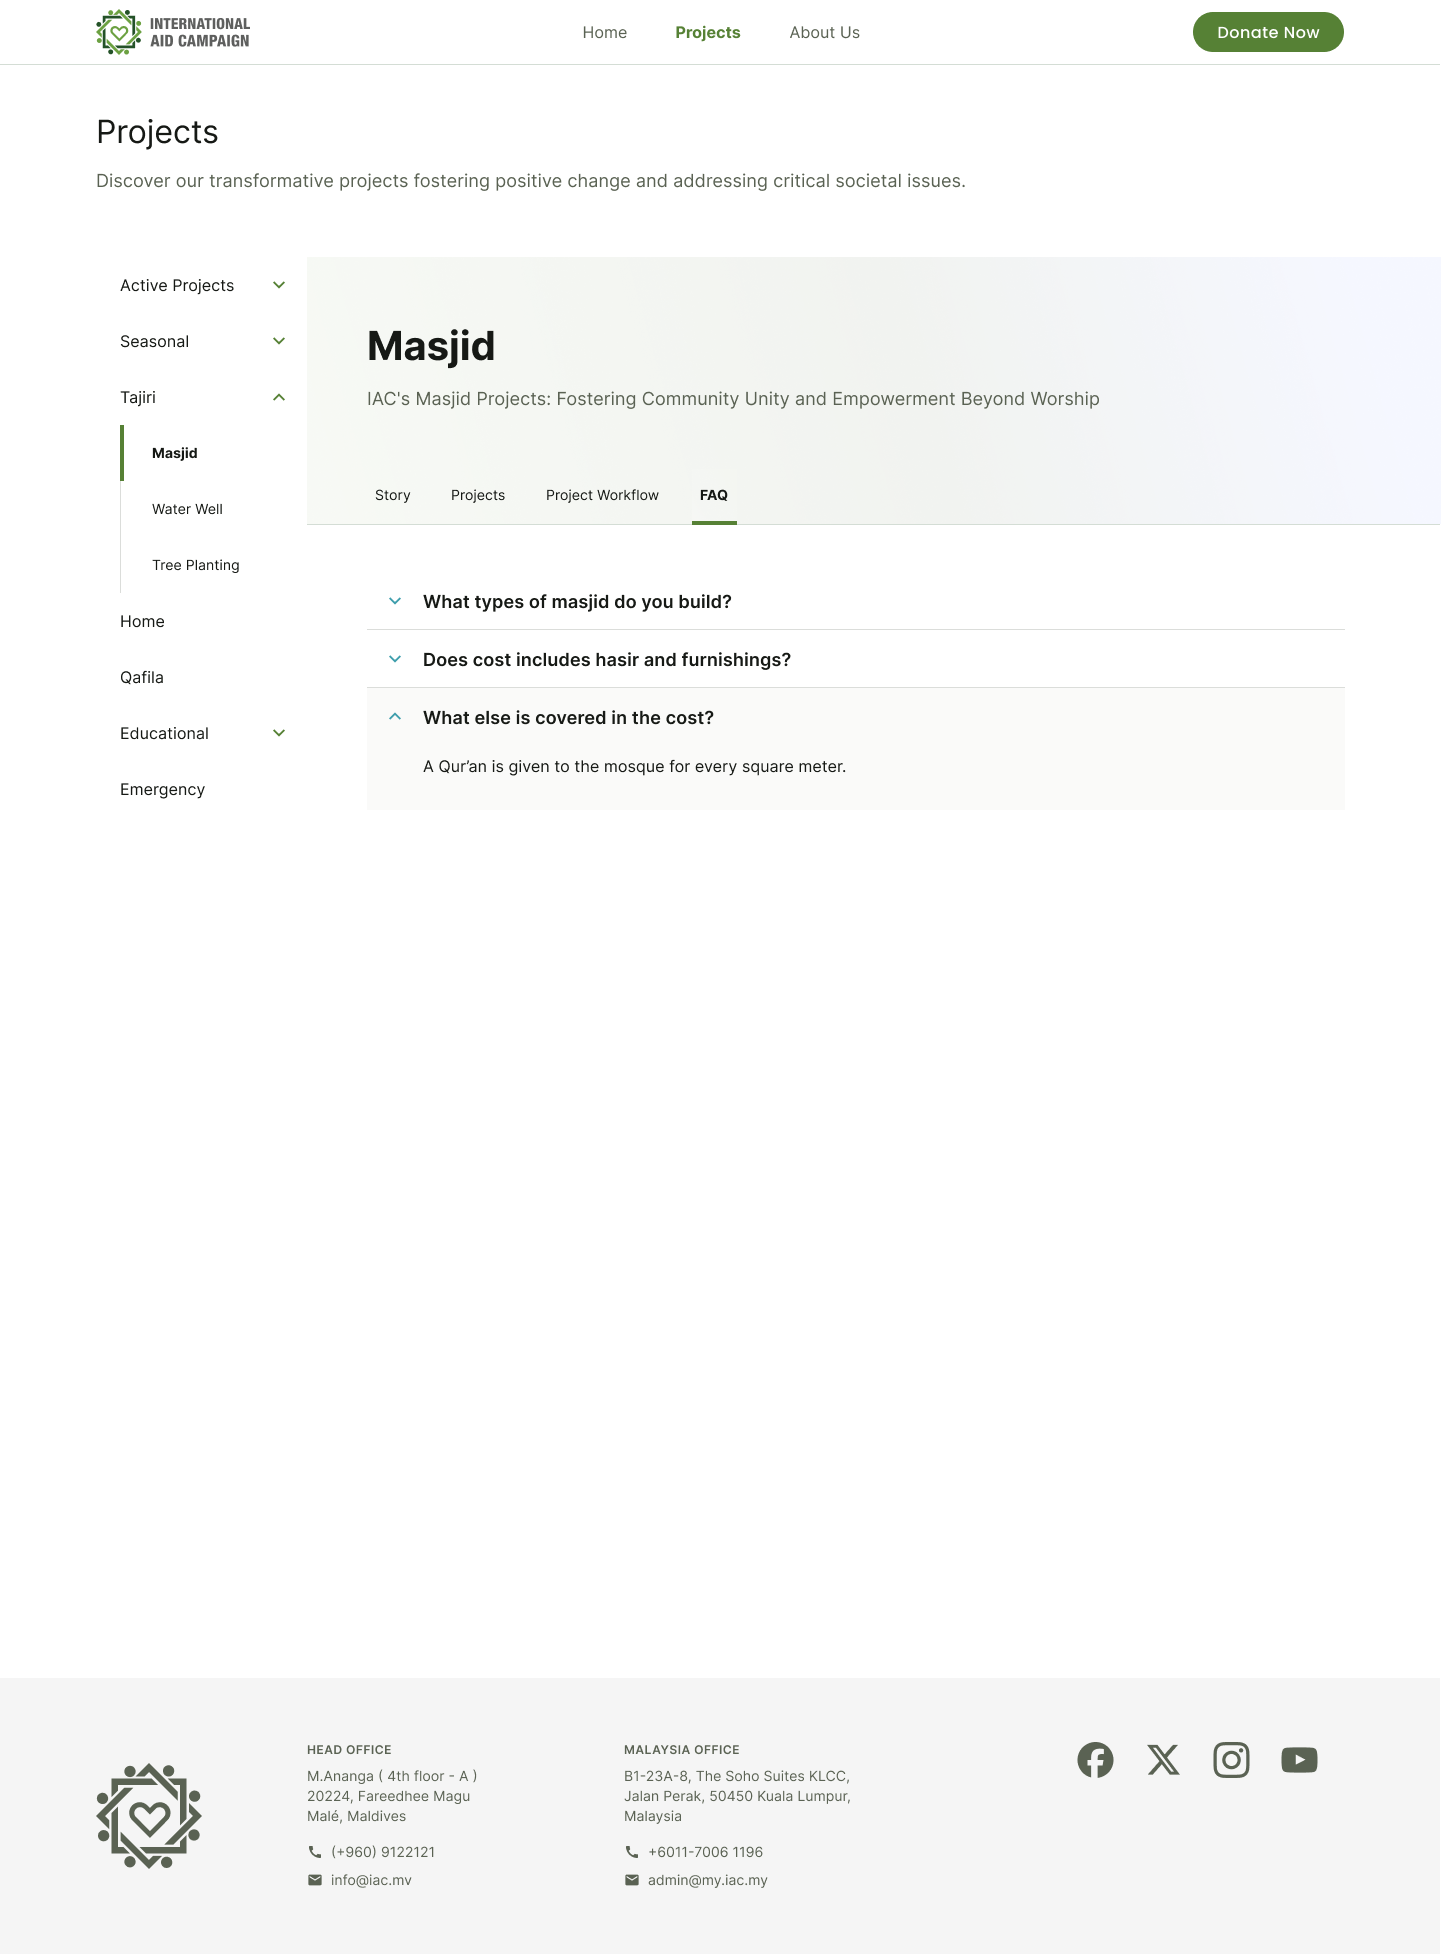 INTERNATIONAL
AID CAMPAIGN
Home
Projects
About Us
Donate Now
Projects
Discover our transformative projects fostering positive change and addressing critical societal issues.
Active Projects
Seasonal
Tajiri
Masjid
Water Well
Tree Planting
Home
Qafila
Educational
Emergency
Masjid
IAC's Masjid Projects: Fostering Community Unity and Empowerment Beyond Worship
Story
Projects
Project Workflow
FAQ
What types of masjid do you build?
Does cost includes hasir and furnishings?
What else is covered in the cost?
A Qur’an is given to the mosque for every square meter.
HEAD OFFICE
M.Ananga ( 4th floor - A )
20224, Fareedhee Magu
Malé, Maldives
(+960) 9122121
info@iac.mv
MALAYSIA OFFICE
B1-23A-8, The Soho Suites KLCC,
Jalan Perak, 50450 Kuala Lumpur,
Malaysia
+6011-7006 1196
admin@my.iac.my